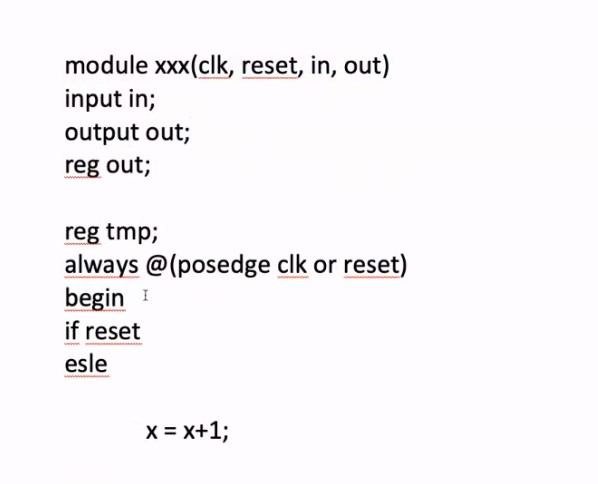 module xxx(clk, reset, in, out)
input in;
output out;
reg out;
reg tmp;
always @(posedge clk or reset)
begin
if reset
esle
x = x+1;